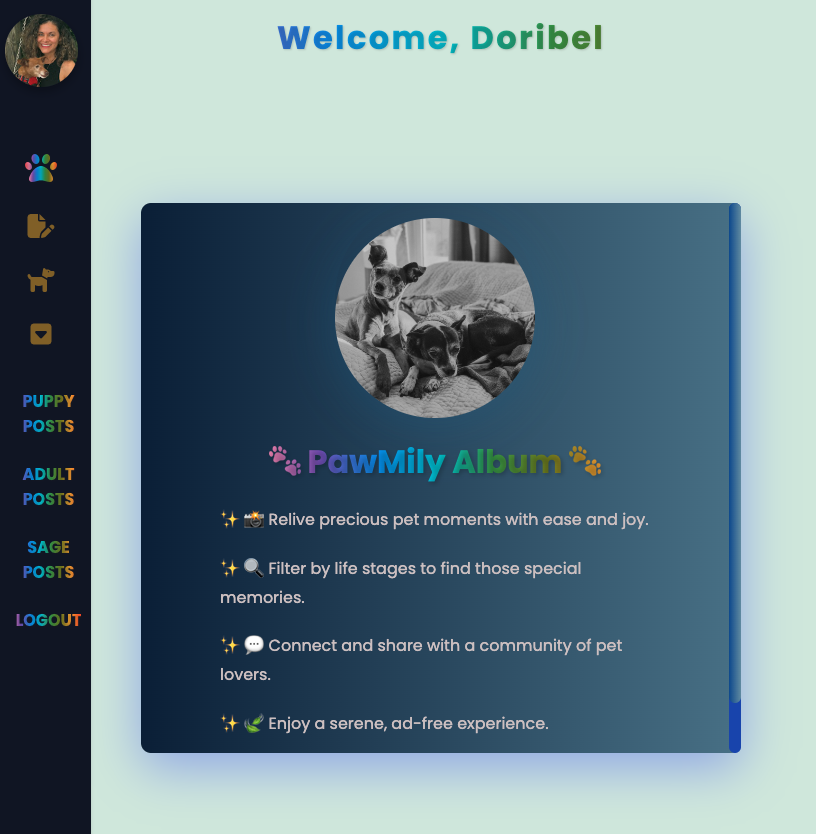 Welcome, Doribel
PUPPY
POSTS
ADULT
POSTS
SAGE
POSTS
LOGOUT
🐾 PawMily Album 🐾
✨ 📸 Relive precious pet moments with ease and joy.
✨ 🔍 Filter by life stages to find those special
memories.
✨ 💬 Connect and share with a community of pet
lovers.
✨ 🌿 Enjoy a serene, ad-free experience.